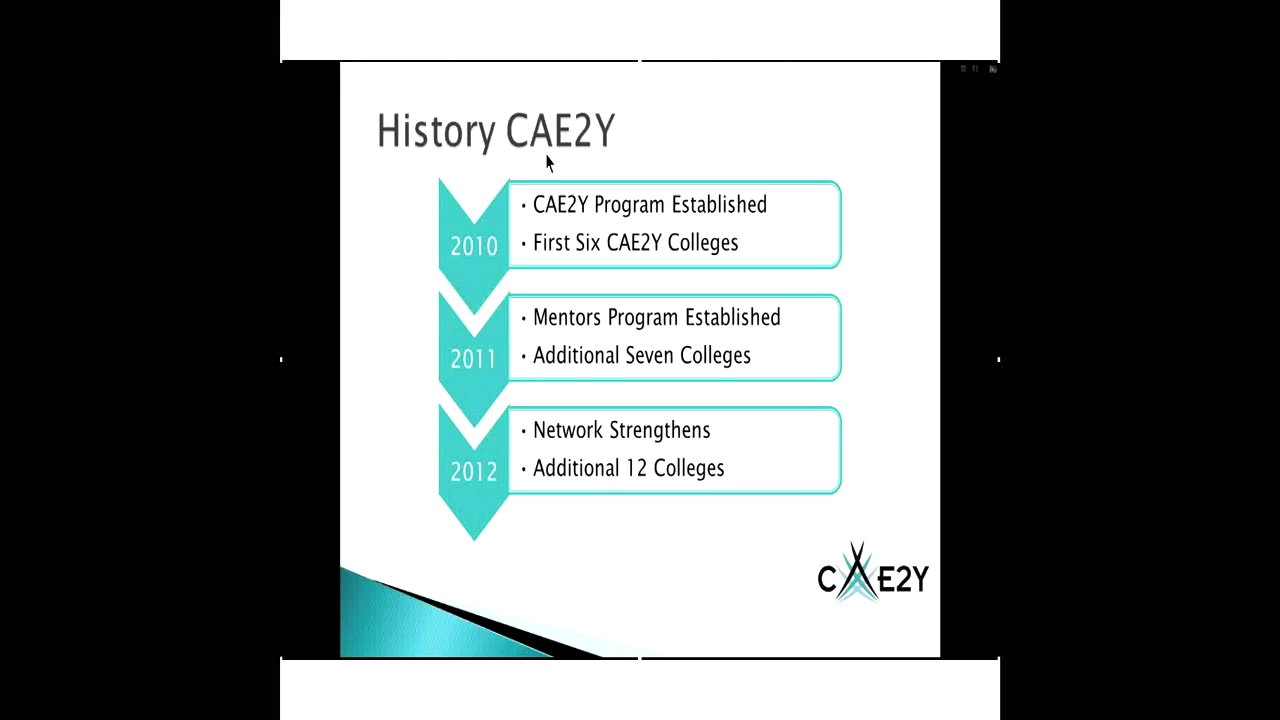 History CAE2Y
2010
• CAE2Y Program Established
• First Six CAE2Y Colleges
2011
• Mentors Program Established
• Additional Seven Colleges
2012
• Network Strengthens
• Additional 12 Colleges
CAE2Y